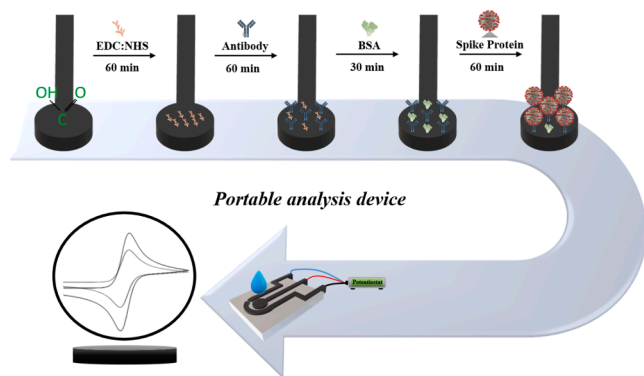 EDC:NHS
60 min
Antibody
60 min
BSA
30 min
Spike Protein
60 min
OH O
C
Portable analysis device
Potentiostat